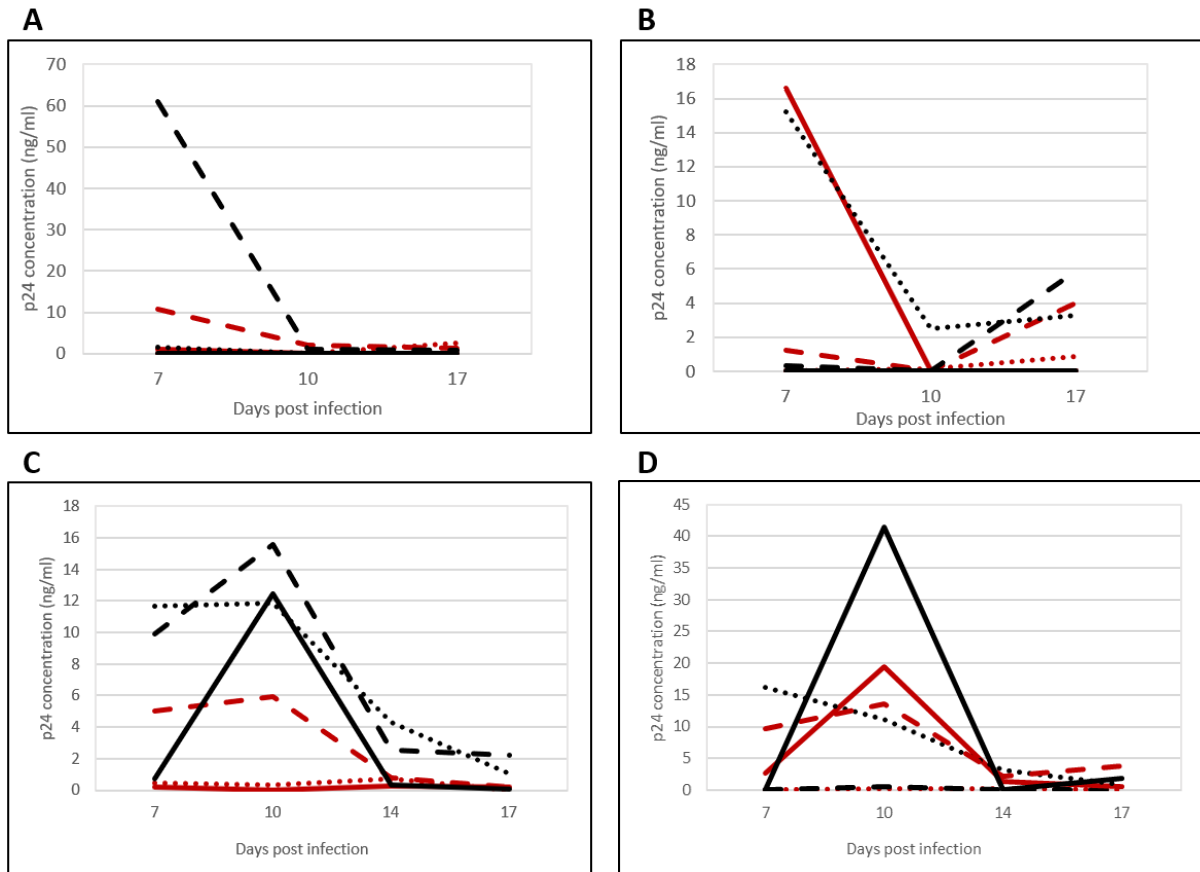 A
p24 concentration (ng/ml)
70
60
50
40
30
20
10
0
7 10 17
Days post infection
B
p24 concentration (ng/ml)
18
16
14
12
10
8
6
4
2
0
7 10 17
Days post infection
C
p24 concentration (ng/ml)
18
16
14
12
10
8
6
4
2
0
7 10 14 17
Days post infection
D
p24 concentration (ng/ml)
45
40
35
30
25
20
15
10
5
0
7 10 14 17
Days post infection